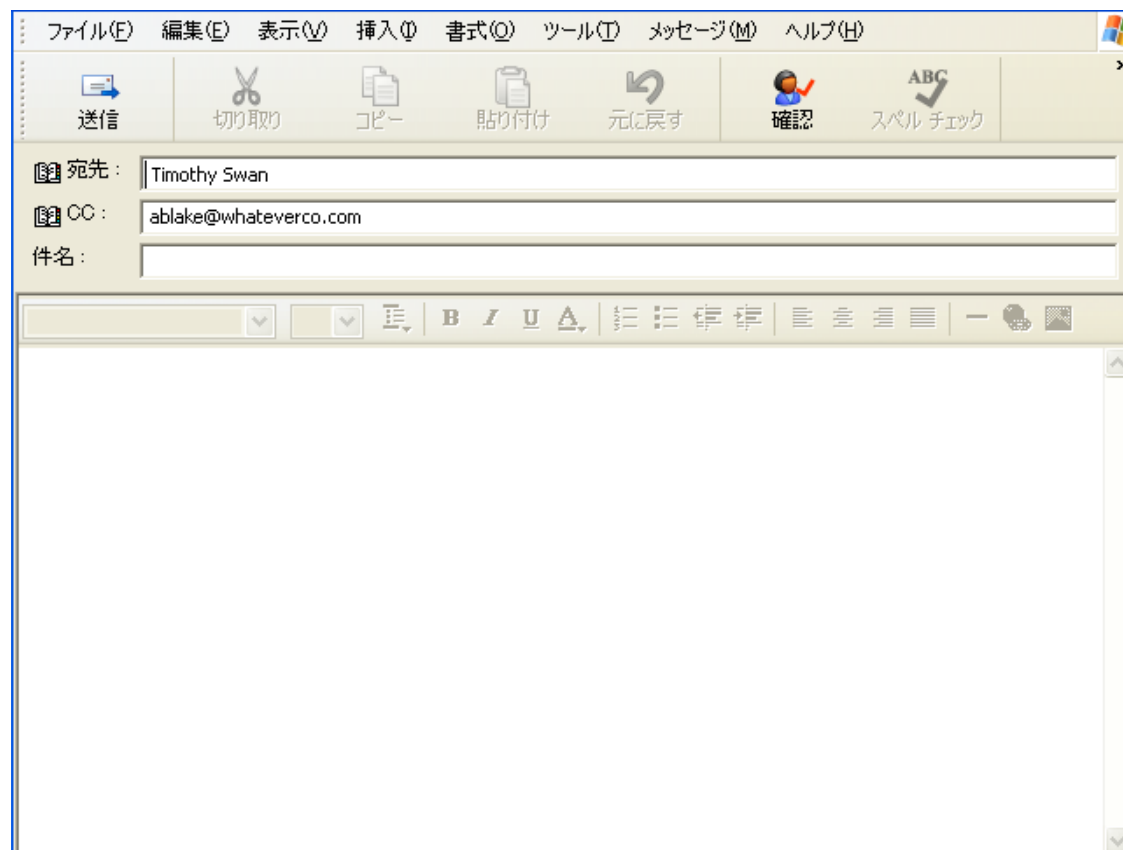 ファイル(F) 編集(E) 表示(V) 挿入(I) 書式(O) ツール(T) メッセージ(M) ヘルプ(H)
送信 切り取り コピー 貼り付け 元に戻す 確認 ABC スペル チェック
宛先: Timothy Swan
CC: ablake@whateverco.com
件名:
B I U A